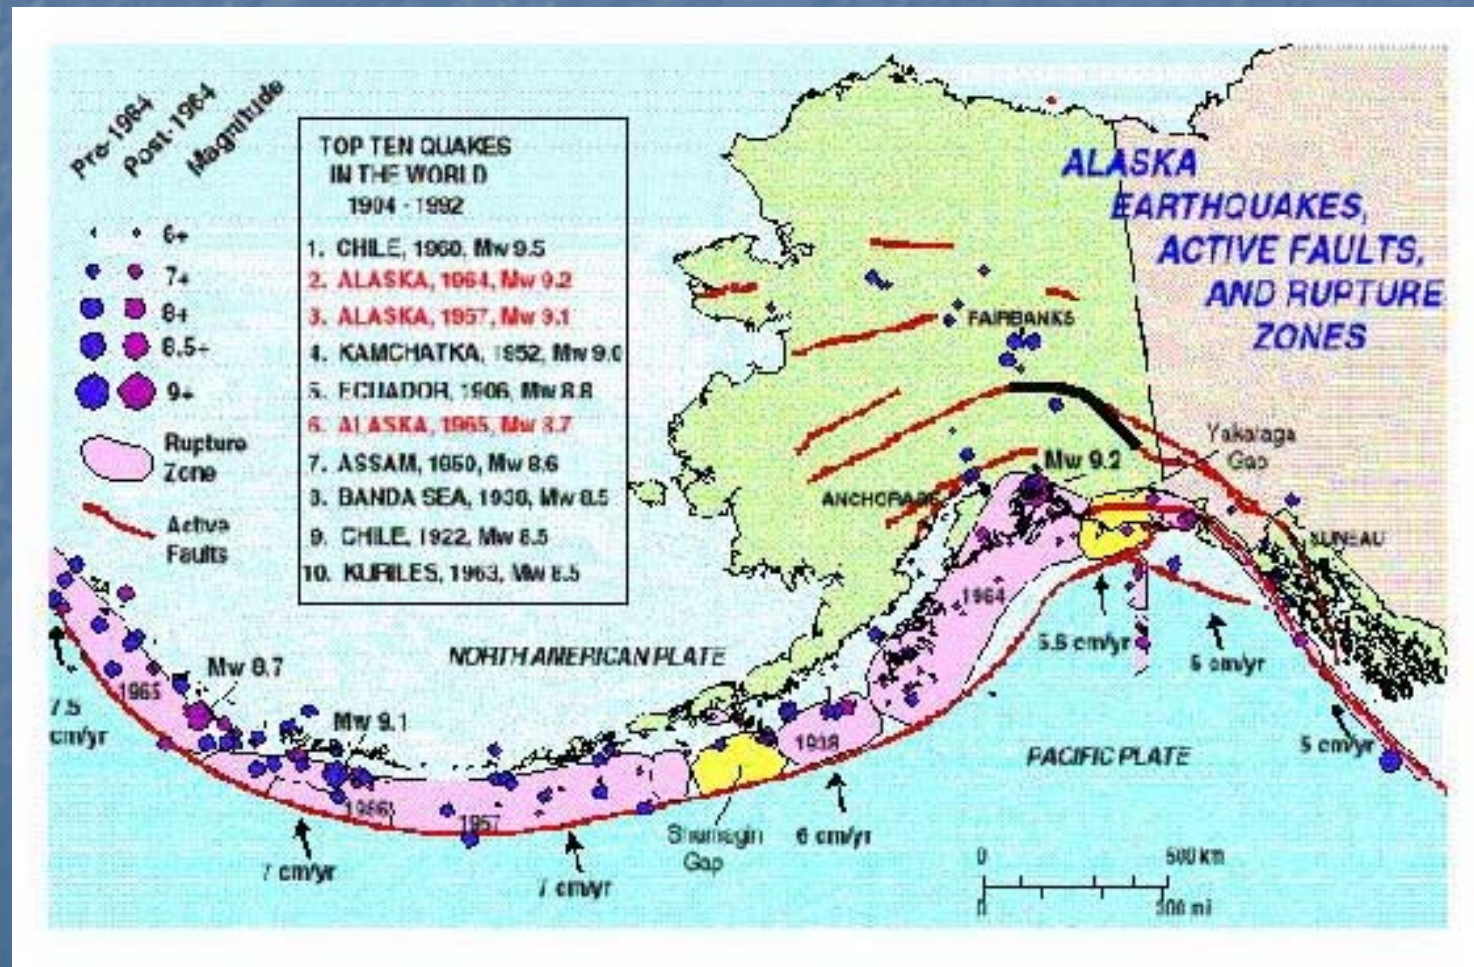 Pre-1964
Post-1964
Magnitude
6+
7+
8+
8.5+
9+
Rupture
Zone
Active
Faults
TOP TEN QUAKES
IN THE WORLD
1904 - 1992
1. CHILE, 1960, Mw 9.5
2. ALASKA, 1964, Mw 9.2
3. ALASKA, 1957, Mw 9.1
4. KAMCHATKA, 1952, Mw 9.0
5. ECUADOR, 1906, Mw 8.8
6. ALASKA, 1965, Mw 8.7
7. ASSAM, 1950, Mw 8.6
8. BANDA SEA, 1938, Mw 8.5
9. CHILE, 1922, Mw 8.5
10. KURILES, 1963, Mw 8.5
ALASKA
EARTHQUAKES,
ACTIVE FAULTS,
AND RUPTURE
ZONES
FAIRBANKS
Yakataga
Gap
Mw 9.2
ANCHORAGE
JUNEAU
1964
5.8 cm/yr
5 cm/yr
NORTH AMERICAN PLATE
Mw 8.7
1965
7.5
cm/yr
Mw 9.1
1938
PACIFIC PLATE
5 cm/yr
1986
1957
Shumagin
Gap
6 cm/yr
7 cm/yr
7 cm/yr
0
500 km
0
300 mi